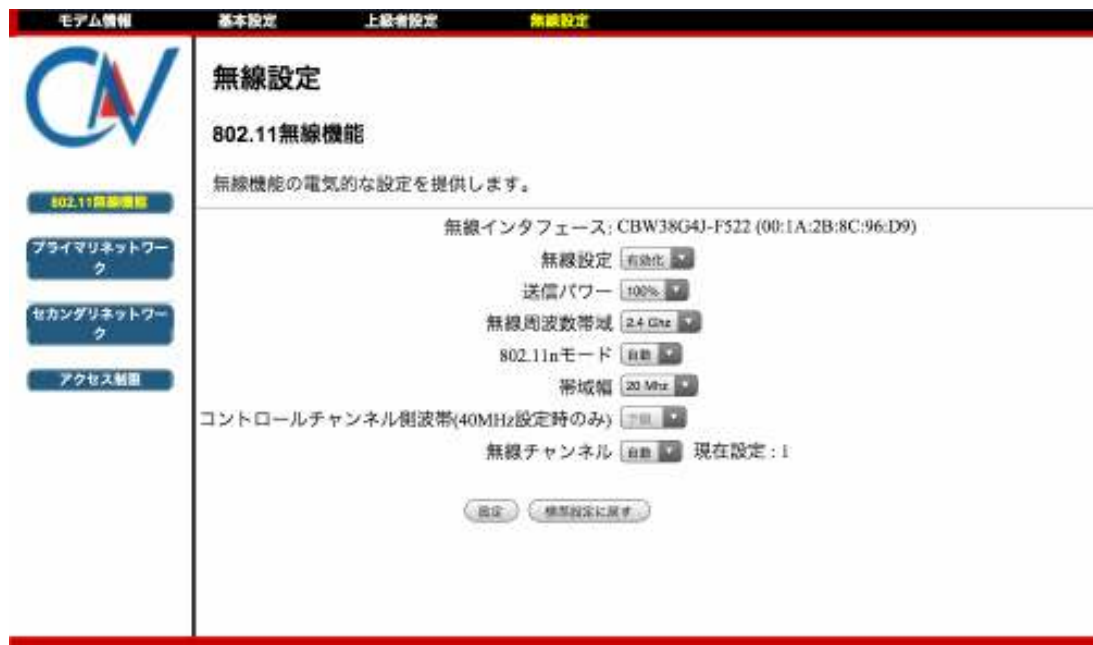 モデム情報 基本設定 上級者設定 無線設定
CNV
無線設定
802.11無線機能
無線機能の電気的な設定を提供します。
802.11無線機能
プライマリネットワー
ク
セカンダリネットワー
ク
アクセス制限
無線インタフェース: CBW38G4J-F522 (00:1A:2B:8C:96:D9)
無線設定 有効化
送信パワー 100%
無線周波数帯域 2.4 Ghz
802.11nモード 自動
帯域幅 20 Mhz
コントロールチャンネル側波帯(40MHz設定時のみ) 下側
無線チャンネル 自動 現在設定 : 1
設定 標準設定に戻す